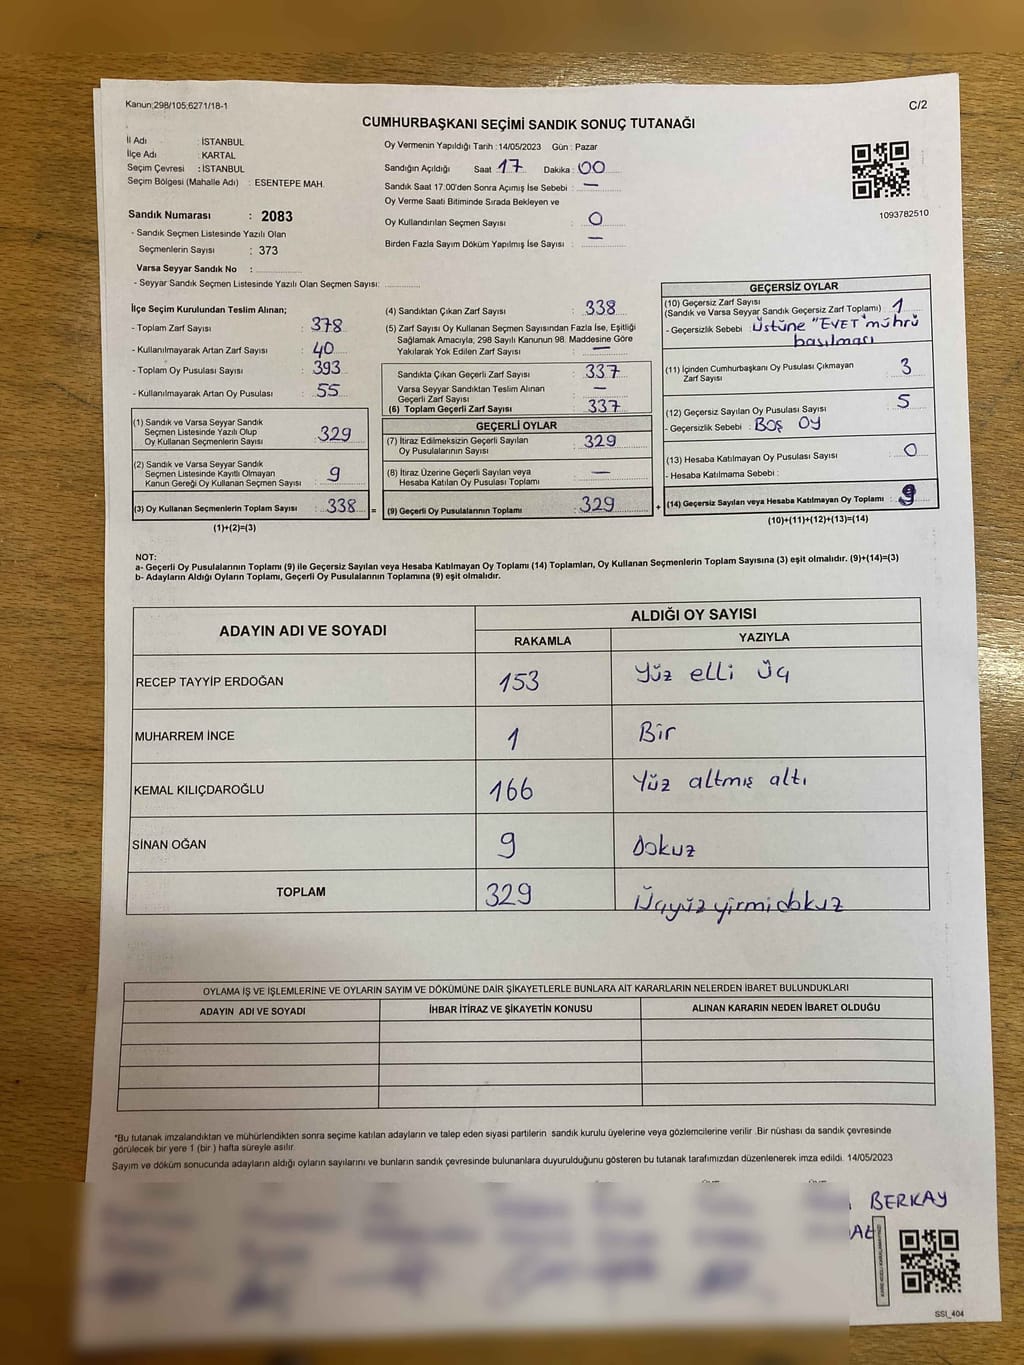 Kanun;298/105;6271/18-1
C/2
CUMHURBAŞKANI SEÇİMİ SANDIK SONUÇ TUTANAĞI
İl Adı : İSTANBUL
İlçe Adı : KARTAL
Seçim Çevresi : İSTANBUL
Seçim Bölgesi (Mahalle Adı) : ESENTEPE MAH.
Sandık Numarası : 2083
- Sandık Seçmen Listesinde Yazılı Olan
Seçmenlerin Sayısı : 373
Varsa Seyyar Sandık No :
- Seyyar Sandık Seçmen Listesinde Yazılı Olan Seçmen Sayısı:
Oy Vermenin Yapıldığı Tarih :14/05/2023 Gün : Pazar
Sandığın Açıldığı Saat : 17 Dakika : 00
Sandık Saat 17:00'den Sonra Açımış İse Sebebi : —
Oy Verme Saati Bitiminde Sırada Bekleyen ve
Oy Kullandırılan Seçmen Sayısı : 0
Birden Fazla Sayım Döküm Yapılmış İse Sayısı : —
1093782510
İlçe Seçim Kurulundan Teslim Alınan;
- Toplam Zarf Sayısı : 378
- Kullanılmayarak Artan Zarf Sayısı : 40
- Toplam Oy Pusulası Sayısı : 393
- Kullanılmayarak Artan Oy Pusulası : 55
(1) Sandık ve Varsa Seyyar Sandık
Seçmen Listesinde Yazılı Olup
Oy Kullanan Seçmenlerin Sayısı : 329
(2) Sandık ve Varsa Seyyar Sandık
Seçmen Listesinde Kayıtlı Olmayan
Kanun Gereği Oy Kullanan Seçmen Sayısı : 9
(3) Oy Kullanan Seçmenlerin Toplam Sayısı : 338 =
(1)+(2)=(3)
(4) Sandıktan Çıkan Zarf Sayısı : 338
(5) Zarf Sayısı Oy Kullanan Seçmen Sayısından Fazla İse, Eşitliği
Sağlamak Amacıyla, 298 Sayılı Kanunun 98. Maddesine Göre
Yakılarak Yok Edilen Zarf Sayısı : —
Sandıkta Çıkan Geçerli Zarf Sayısı : 337
Varsa Seyyar Sandıktan Teslim Alınan
Geçerli Zarf Sayısı : —
(6) Toplam Geçerli Zarf Sayısı : 337
GEÇERLİ OYLAR
(7) İtiraz Edilmeksizin Geçerli Sayılan
Oy Pusulalarının Sayısı : 329
(8) İtiraz Üzerine Geçerli Sayılan veya
Hesaba Katılan Oy Pusulası Toplamı : —
(9) Geçerli Oy Pusulalarının Toplamı : 329 +
GEÇERSİZ OYLAR
(10) Geçersiz Zarf Sayısı
(Sandık ve Varsa Seyyar Sandık Geçersiz Zarf Toplamı) : 1
- Geçersizlik Sebebi : Üstüne "EVET" mührü
basılması
(11) İçinden Cumhurbaşkanı Oy Pusulası Çıkmayan
Zarf Sayısı : 3
(12) Geçersiz Sayılan Oy Pusulası Sayısı : 5
- Geçersizlik Sebebi : BOŞ OY
(13) Hesaba Katılmayan Oy Pusulası Sayısı : 0
- Hesaba Katılmama Sebebi :
(14) Geçersiz Sayılan veya Hesaba Katılmayan Oy Toplamı : 9
(10)+(11)+(12)+(13)=(14)
NOT:
a- Geçerli Oy Pusulalarının Toplamı (9) ile Geçersiz Sayılan veya Hesaba Katılmayan Oy Toplamı (14) Toplamları, Oy Kullanan Seçmenlerin Toplam Sayısına (3) eşit olmalıdır. (9)+(14)=(3)
b- Adayların Aldığı Oyların Toplamı, Geçerli Oy Pusulalarının Toplamına (9) eşit olmalıdır.
ADAYIN ADI VE SOYADI
ALDIĞI OY SAYISI
RAKAMLA YAZIYLA
RECEP TAYYİP ERDOĞAN 153 Yüz elli üç
MUHARREM İNCE 1 Bir
KEMAL KILIÇDAROĞLU 166 Yüz altmış altı
SİNAN OĞAN 9 Dokuz
TOPLAM 329 Üçyüzyirmidokuz
OYLAMA İŞ VE İŞLEMLERİNE VE OYLARIN SAYIM VE DÖKÜMÜNE DAİR ŞİKAYETLERLE BUNLARA AİT KARARLARIN NELERDEN İBARET BULUNDUKLARI
ADAYIN ADI VE SOYADI İHBAR İTİRAZ VE ŞİKAYETİN KONUSU ALINAN KARARIN NEDEN İBARET OLDUĞU
*Bu tutanak imzalandıktan ve mühürlendikten sonra seçime katılan adayların ve talep eden siyasi partilerin sandık kurulu üyelerine veya gözlemcilerine verilir .Bir nüshası da sandık çevresinde
görülecek bir yere 1 (bir ) hafta süreyle asılır.
Sayım ve döküm sonucunda adayların aldığı oyların sayılarını ve bunların sandık çevresinde bulunanlara duyurulduğunu gösteren bu tutanak tarafımızdan düzenlenerek imza edildi. 14/05/2023
BERKAY
SSİ_404